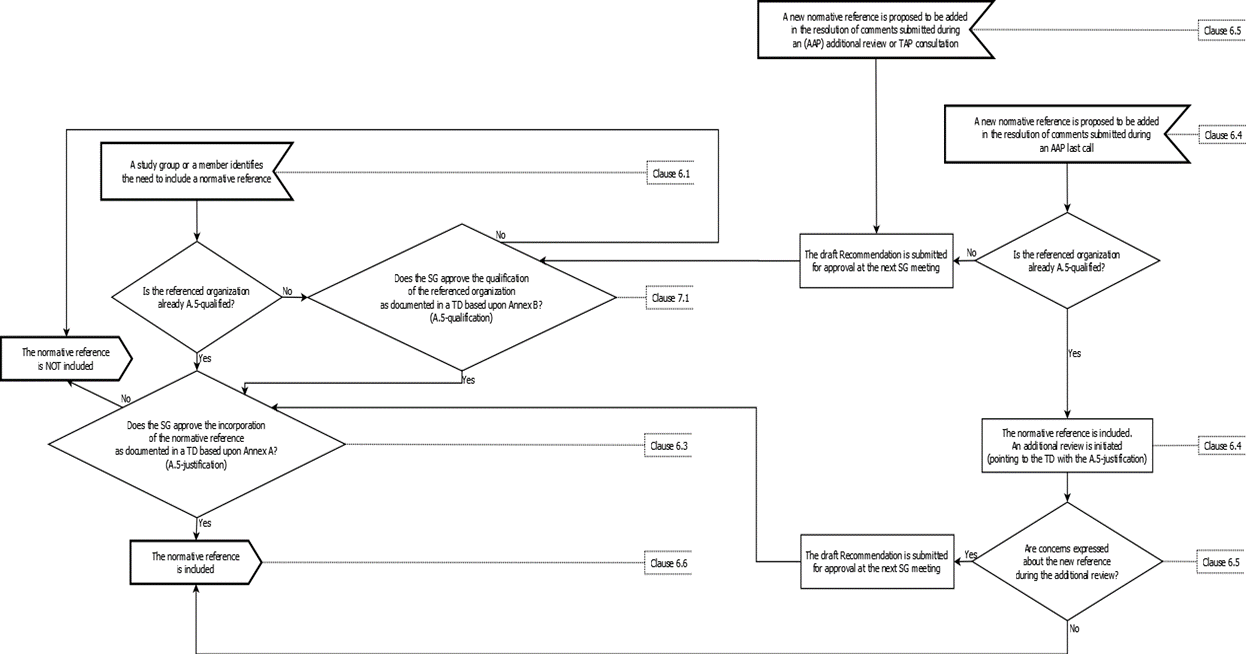 A new normative reference is proposed to be added
in the resolution of comments submitted during
an (AAP) additional review or TAP consultation
Clause 6.5
A new normative reference is proposed to be added
in the resolution of comments submitted during
an AAP last call
Clause 6.4
A study group or a member identifies
the need to include a normative reference
Clause 6.1
No
Does the SG approve the qualification
of the referenced organization
as documented in a TD based upon Annex B?
(A.5-qualification)
Clause 7.1
The draft Recommendation is submitted
for approval at the next SG meeting
No
Is the referenced organization
already A.5-qualified?
Is the referenced organization
already A.5-qualified?
No
Yes
The normative reference
is NOT included
Yes
Yes
No
Does the SG approve the incorporation
of the normative reference
as documented in a TD based upon Annex A?
(A.5-justification)
Clause 6.3
The normative reference is included.
An additional review is initiated
(pointing to the TD with the A.5-justification)
Clause 6.4
Yes
The normative reference
is included
Clause 6.6
The draft Recommendation is submitted
for approval at the next SG meeting
Yes
Are concerns expressed
about the new reference
during the additional review?
Clause 6.5
No